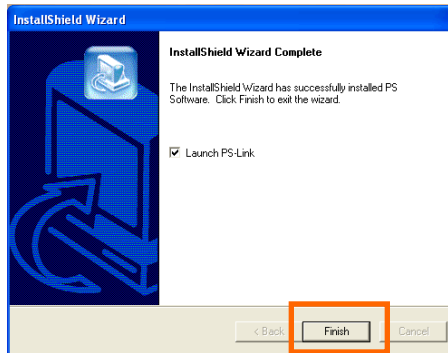 InstallShield Wizard
InstallShield Wizard Complete
The InstallShield Wizard has successfully installed PS
Software. Click Finish to exit the wizard.
Launch PS-Link
< Back
Finish
Cancel